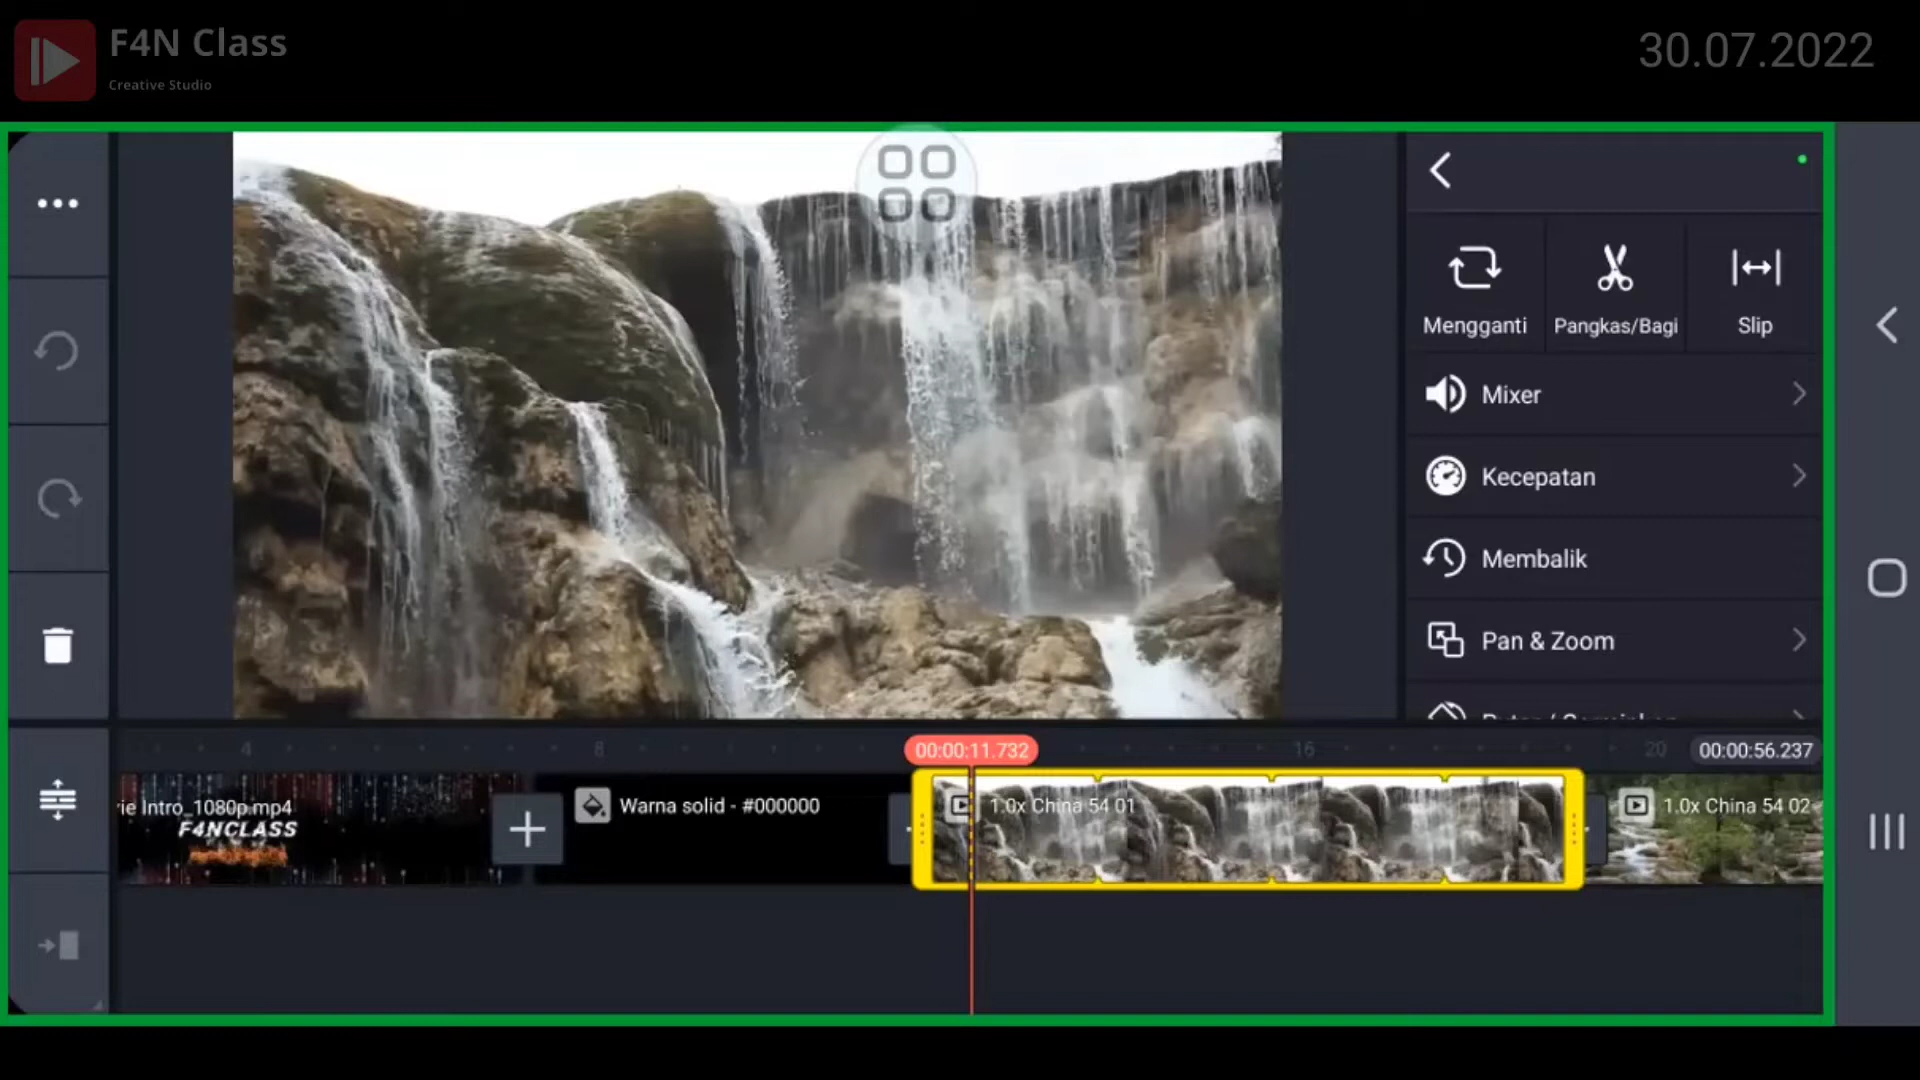 F4N Class
Creative Studio
30.07.2022
Mengganti
Pangkas/Bagi
Slip
Mixer
Kecepatan
Membalik
Pan & Zoom
4
8
00:00:11.732
16
20
00:00:56.237
ie Intro_1080p.mp4
F4NCLASS
Warna solid - #000000
1.0x China 54 01
1.0x China 54 02